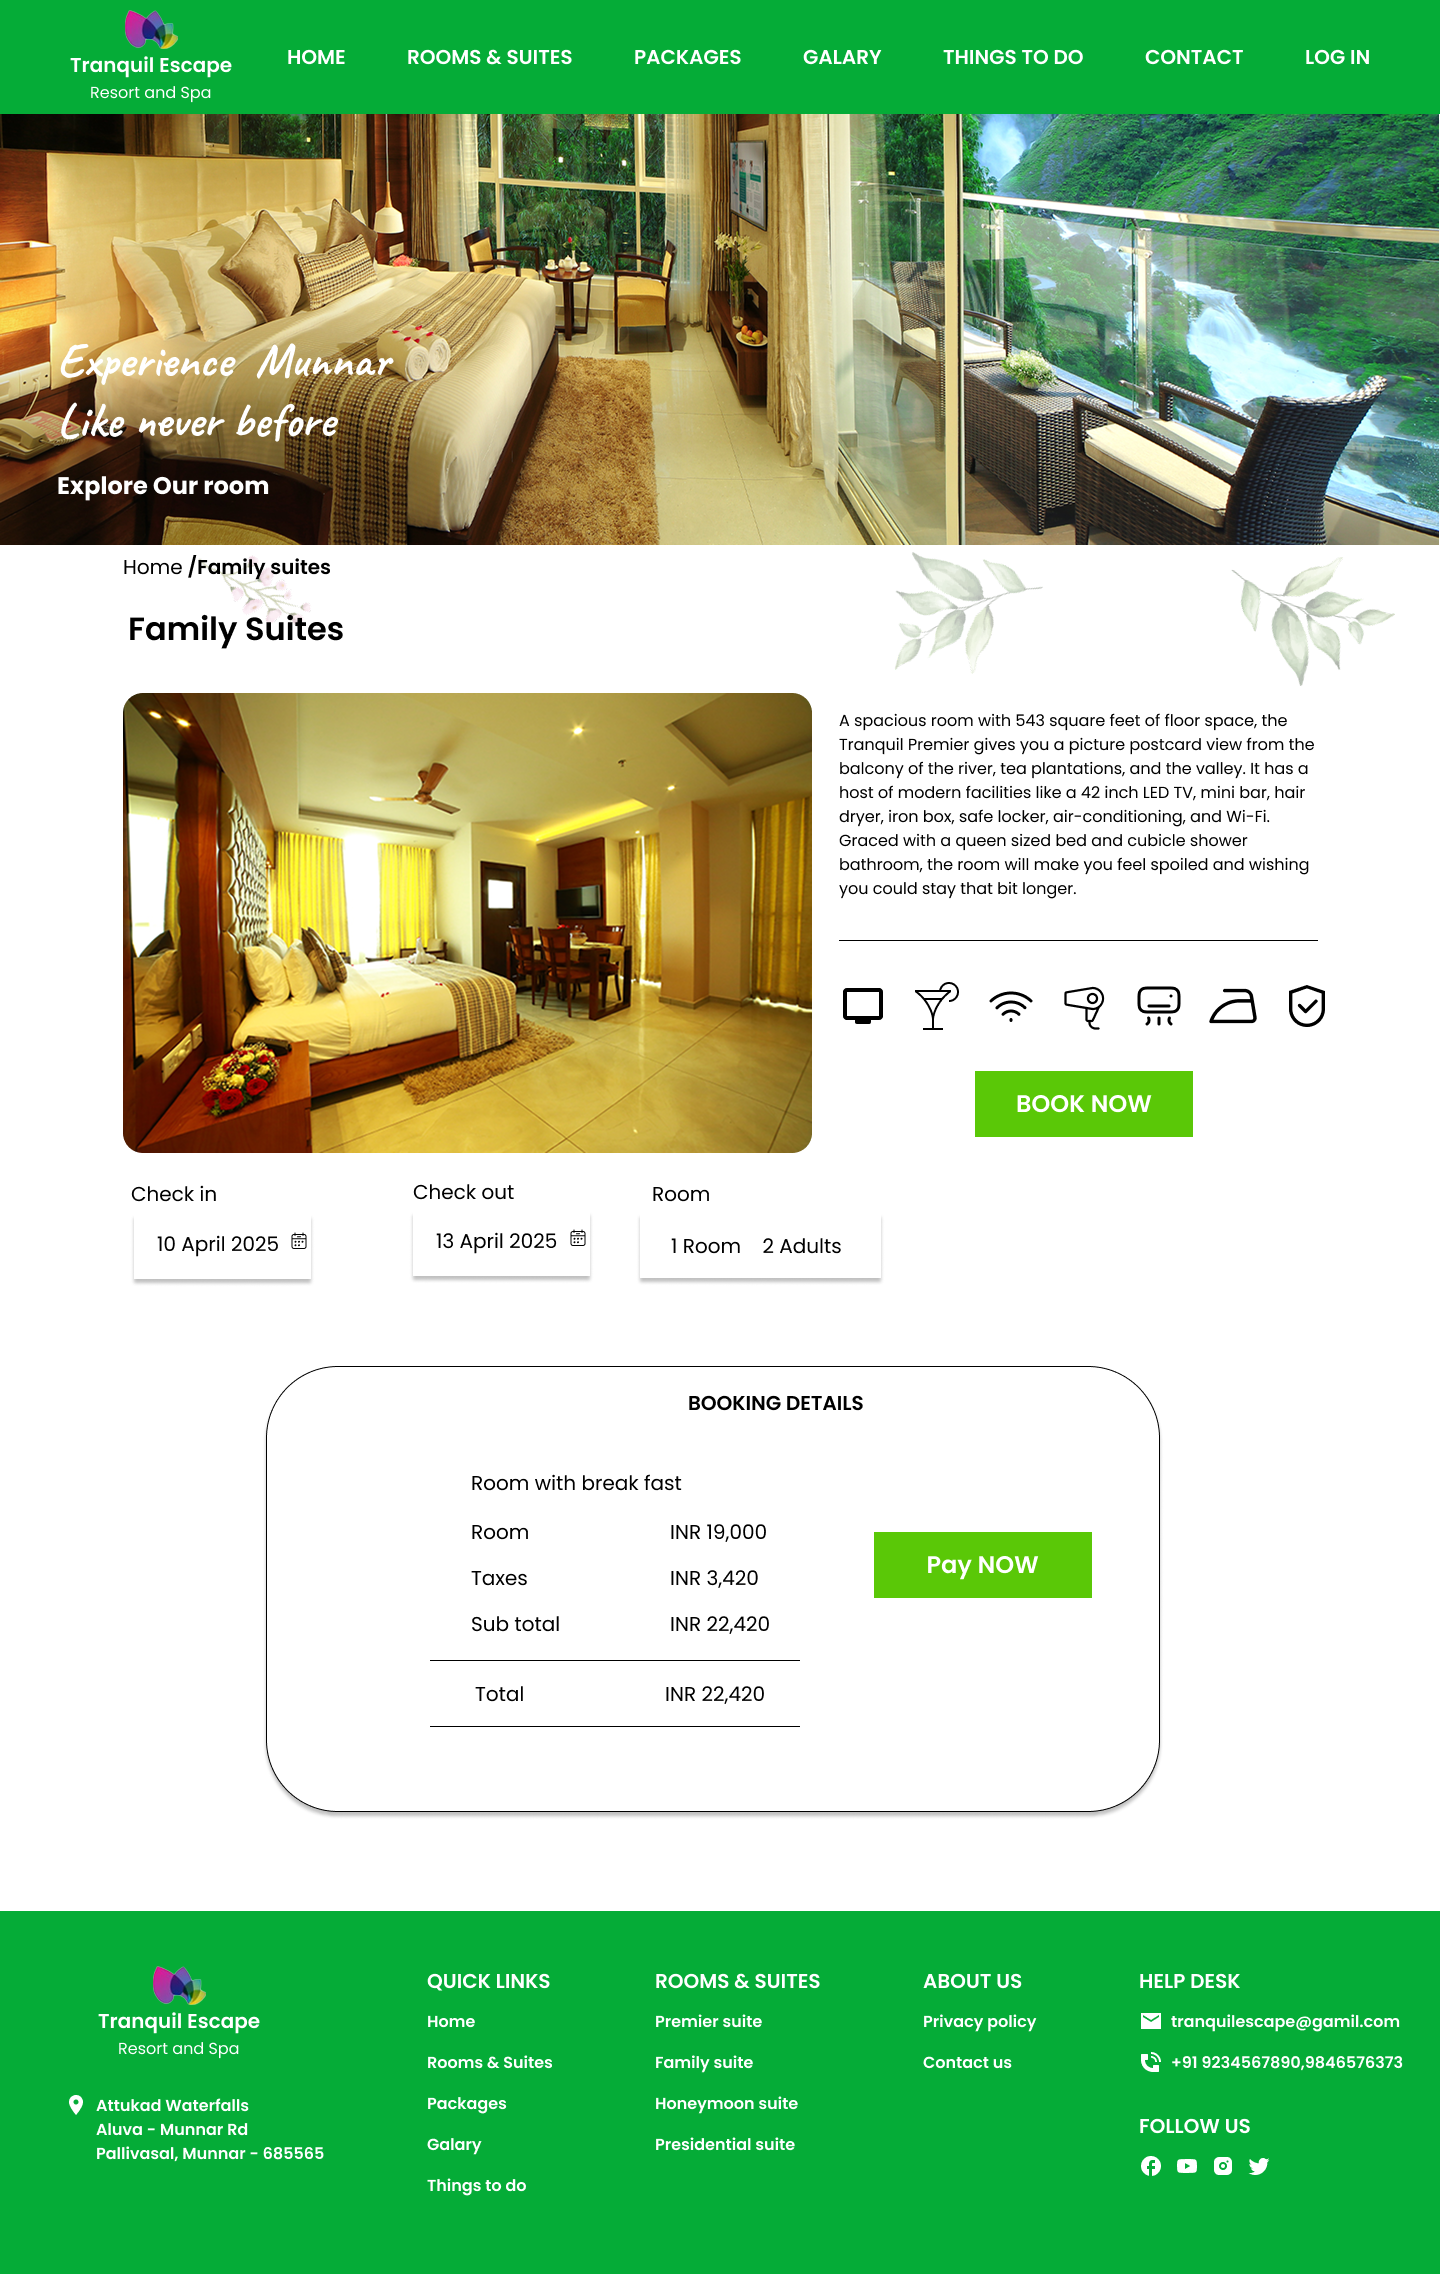 Tranquil Escape
Resort and Spa
HOME ROOMS & SUITES PACKAGES GALARY THINGS TO DO CONTACT LOG IN
Experience Munnar
Like never before
Explore Our room
Home /Family suites
Family Suites
A spacious room with 543 square feet of floor space, the
Tranquil Premier gives you a picture postcard view from the
balcony of the river, tea plantations, and the valley. It has a
host of modern facilities like a 42 inch LED TV, mini bar, hair
dryer, iron box, safe locker, air-conditioning, and Wi-Fi.
Graced with a queen sized bed and cubicle shower
bathroom, the room will make you feel spoiled and wishing
you could stay that bit longer.
BOOK NOW
Check in
10 April 2025
Check out
13 April 2025
Room
1 Room 2 Adults
BOOKING DETAILS
Room with break fast
Room INR 19,000
Taxes INR 3,420
Sub total INR 22,420
Total INR 22,420
Pay NOW
Tranquil Escape
Resort and Spa
Attukad Waterfalls
Aluva - Munnar Rd
Pallivasal, Munnar - 685565
QUICK LINKS
Home
Rooms & Suites
Packages
Galary
Things to do
ROOMS & SUITES
Premier suite
Family suite
Honeymoon suite
Presidential suite
ABOUT US
Privacy policy
Contact us
HELP DESK
tranquilescape@gamil.com
+91 9234567890,9846576373
FOLLOW US